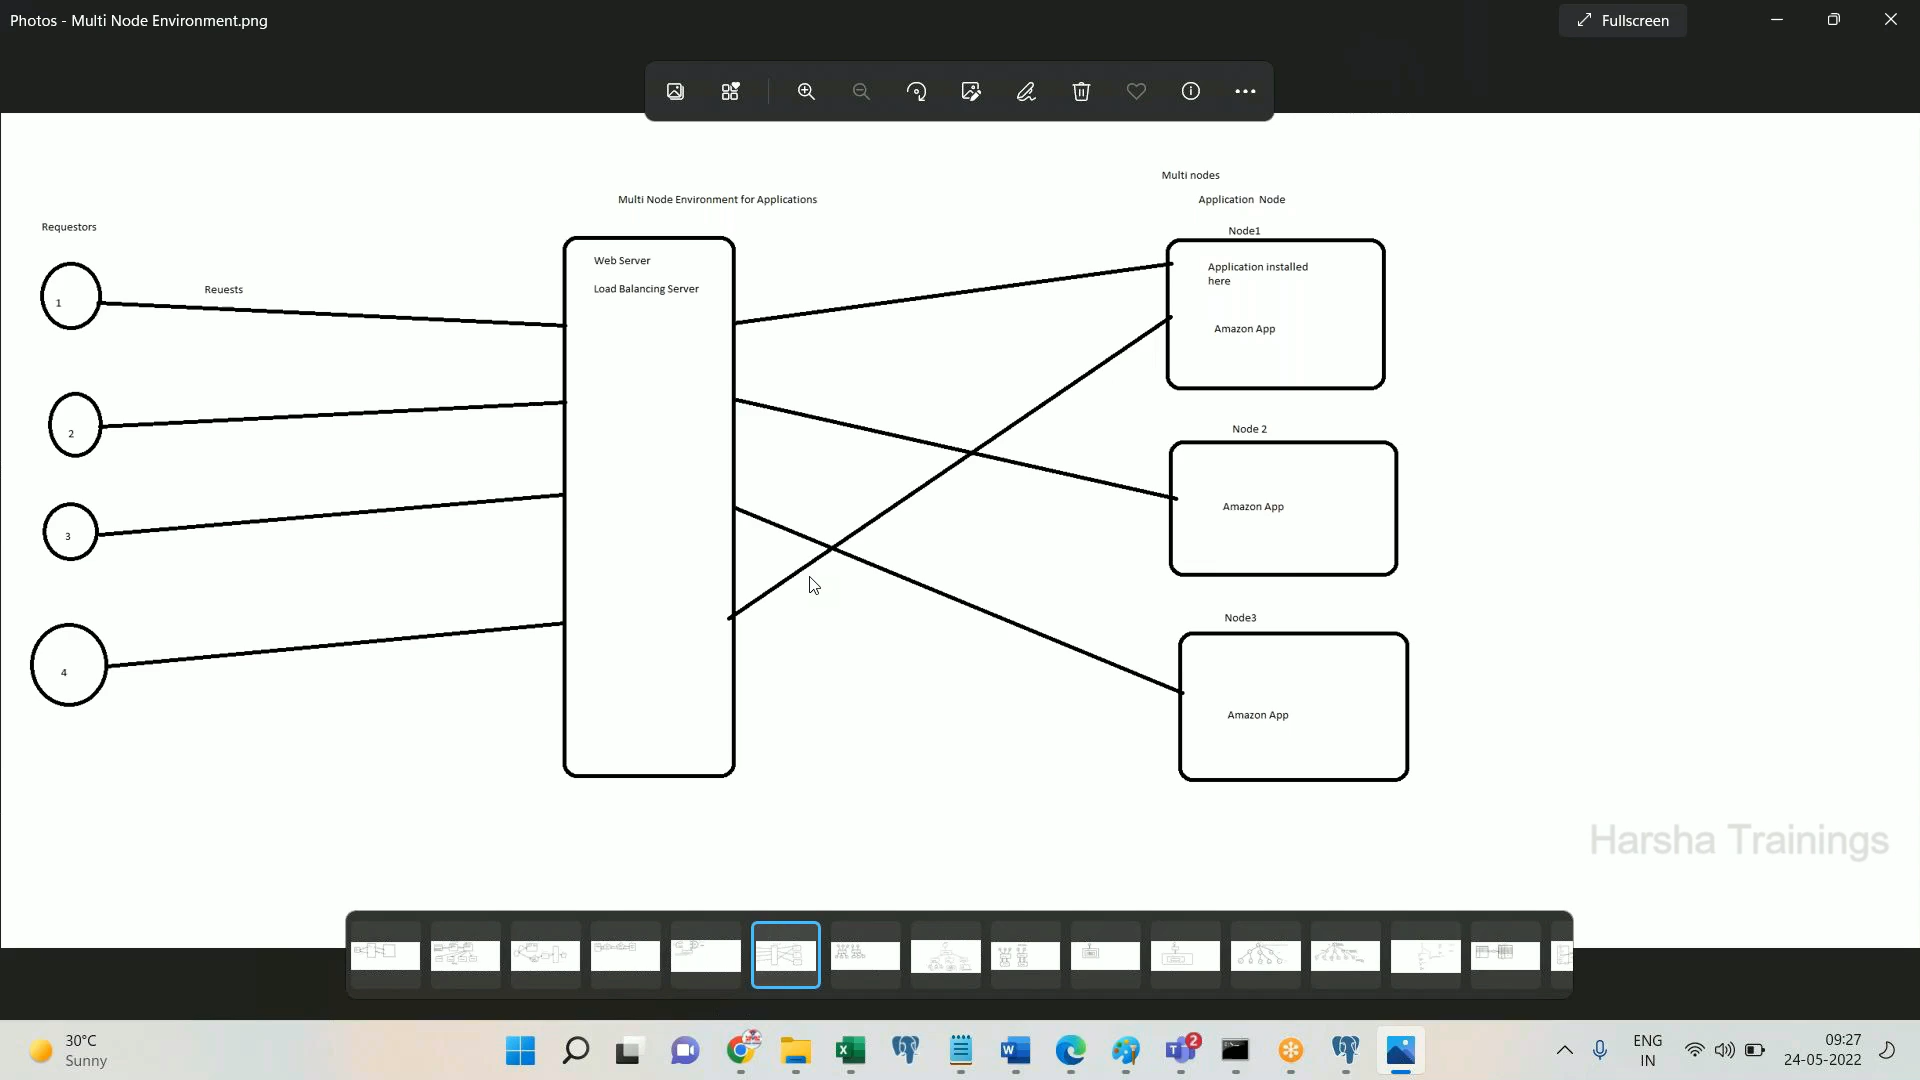 Photos - Multi Node Environment.png
Fullscreen
Multi nodes
Multi Node Environment for Applications
Application Node
Requestors
Node1
Web Server
Application installed
here
Reuests
Load Balancing Server
1
Amazon App
Node 2
2
Amazon App
3
Node3
4
Amazon App
Harsha Trainings
30°C
Sunny
2
ENG
IN
09:27
24-05-2022